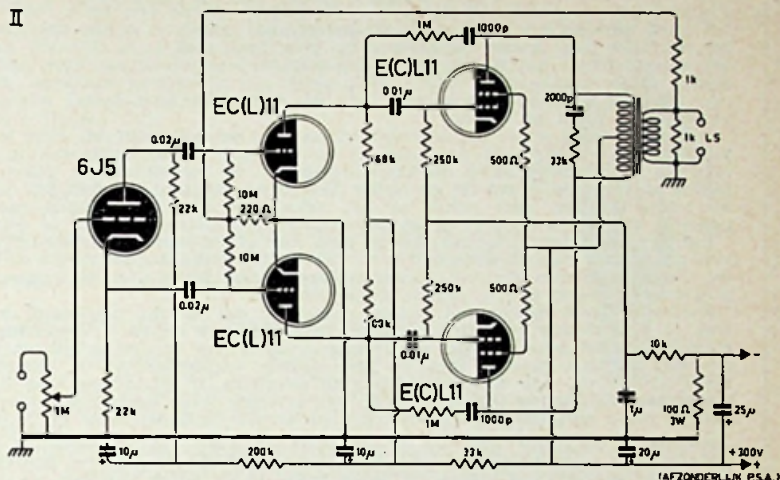 II
1M
1000p
E(C)L11
0.01µ
1k
EC(L)11
2000p
0.02µ
6J5
68k
250k
500Ω
33k
1k
LS
10M
22k
220Ω
10M
0.02µ
250k
500Ω
EC(L)11
0.01µ
10k
E(C)L11
1M
22k
1M
1000p
1µ
100Ω
3W
25µ
+
-
10µ
+
200k
10µ
+
33k
20µ
+
+300V
+
(AFZONDERLIJK P.S.A.)